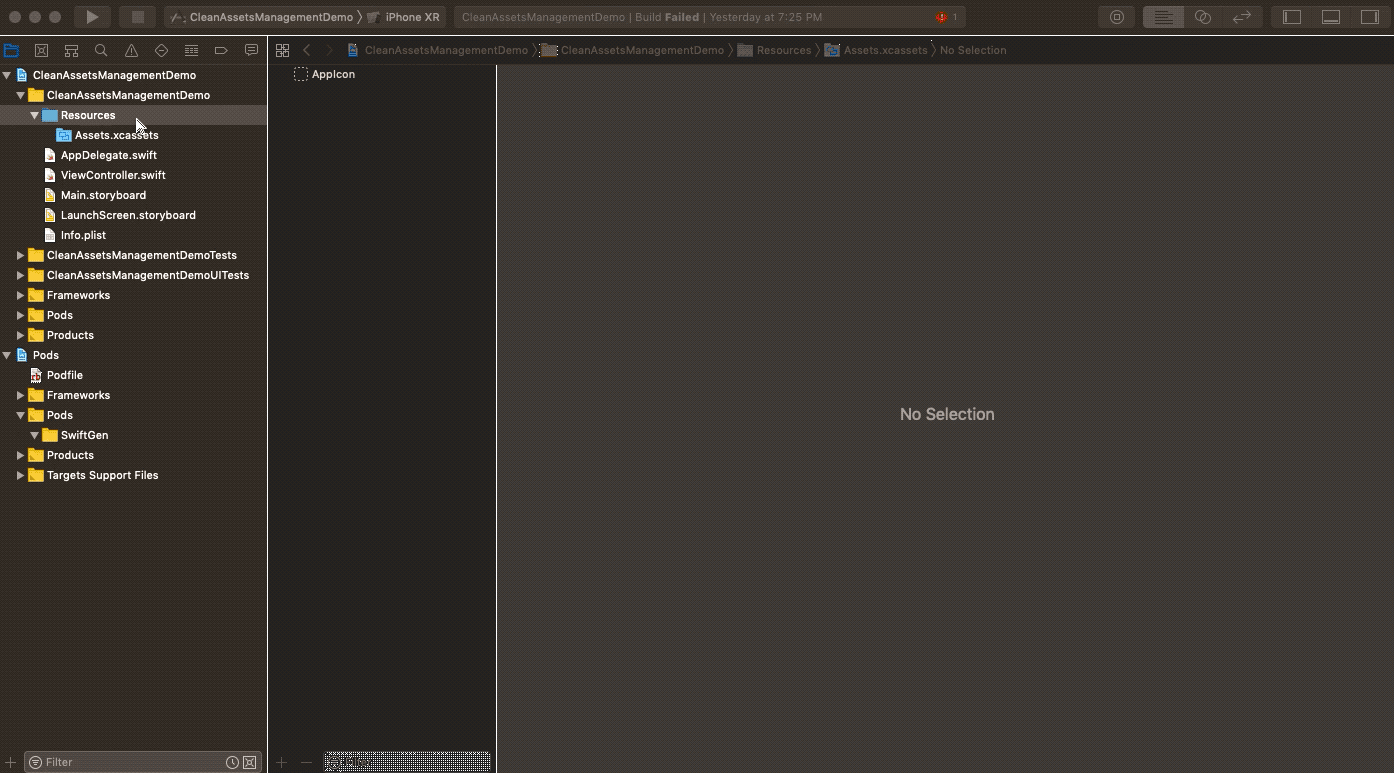 CleanAssetsManagementDemo 〉 iPhone XR
CleanAssetsManagementDemo | Build Failed | Yesterday at 7:25 PM
1
CleanAssetsManagementDemo 〉 CleanAssetsManagementDemo 〉 Resources 〉 Assets.xcassets 〉 No Selection
CleanAssetsManagementDemo
CleanAssetsManagementDemo
Resources
Assets.xcassets
AppDelegate.swift
ViewController.swift
Main.storyboard
LaunchScreen.storyboard
Info.plist
CleanAssetsManagementDemoTests
CleanAssetsManagementDemoUITests
Frameworks
Pods
Products
Pods
Podfile
Frameworks
Pods
SwiftGen
Products
Targets Support Files
Filter
AppIcon
No Selection